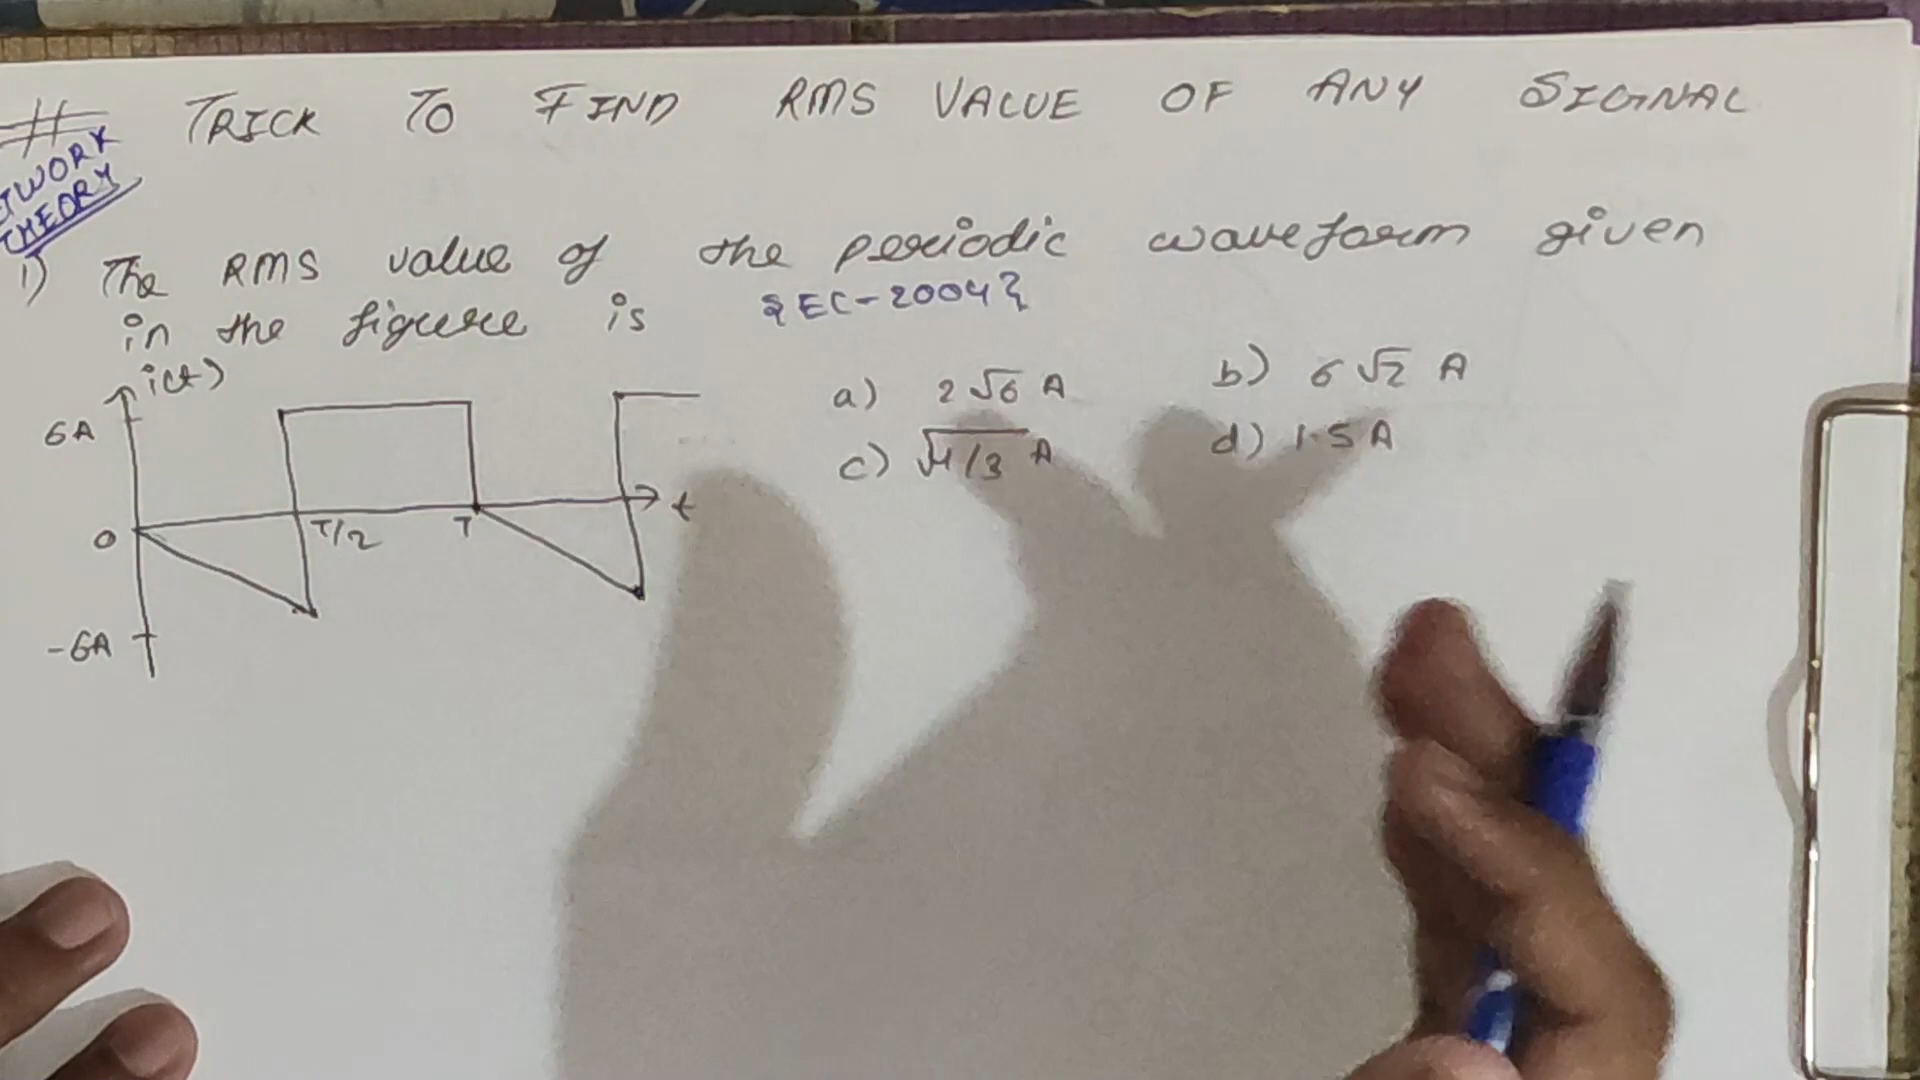 # TRICK TO FIND RMS VALUE OF ANY SIGNAL
THEORY
1) The RMS value of the periodic waveform given
in the figure is {EC-2004}
i(t)
6A
0
-6A
T/2
T
t
a) 2√6 A
b) 6√2 A
c) √4/3 A
d) 1.5 A